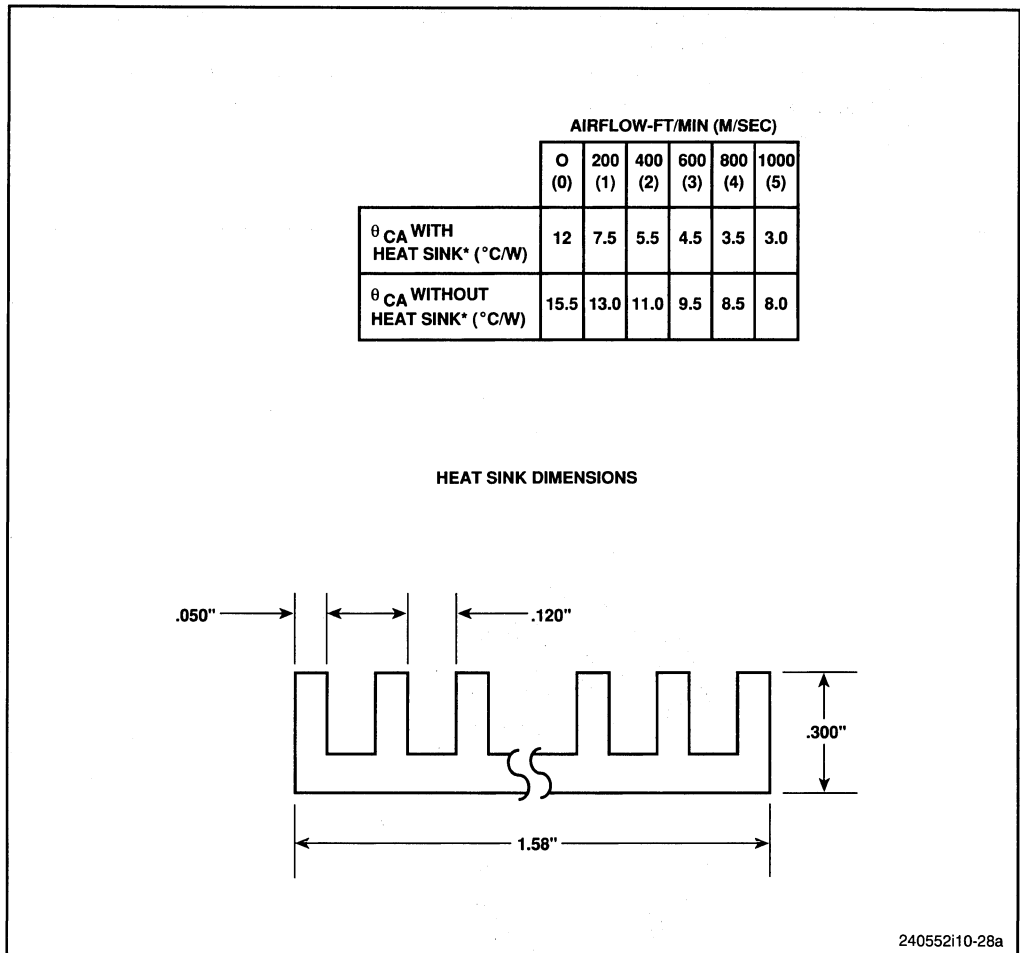 AIRFLOW-FT/MIN (M/SEC)
O 200 400 600 800 1000
(0) (1) (2) (3) (4) (5)
θ CA WITH
HEAT SINK* (°C/W) 12 7.5 5.5 4.5 3.5 3.0
θ CA WITHOUT
HEAT SINK* (°C/W) 15.5 13.0 11.0 9.5 8.5 8.0
HEAT SINK DIMENSIONS
.050" .120"
.300"
1.58"
240552i10-28a